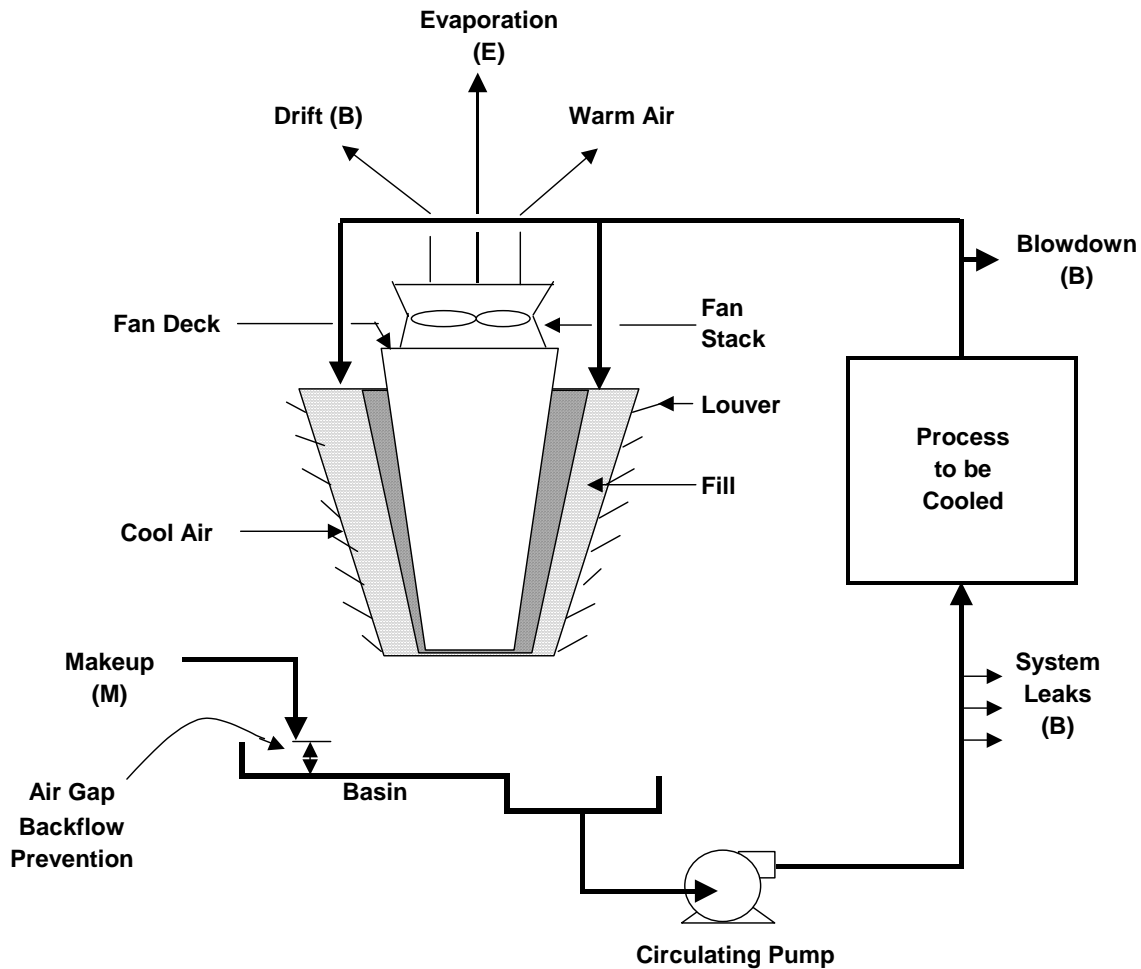 Evaporation
(E)
Drift (B)
Warm Air
Blowdown
(B)
Fan Deck
Fan
Stack
Louver
Process
to be
Cooled
Fill
Cool Air
Makeup
(M)
System
Leaks
(B)
Basin
Air Gap
Backflow
Prevention
Circulating Pump